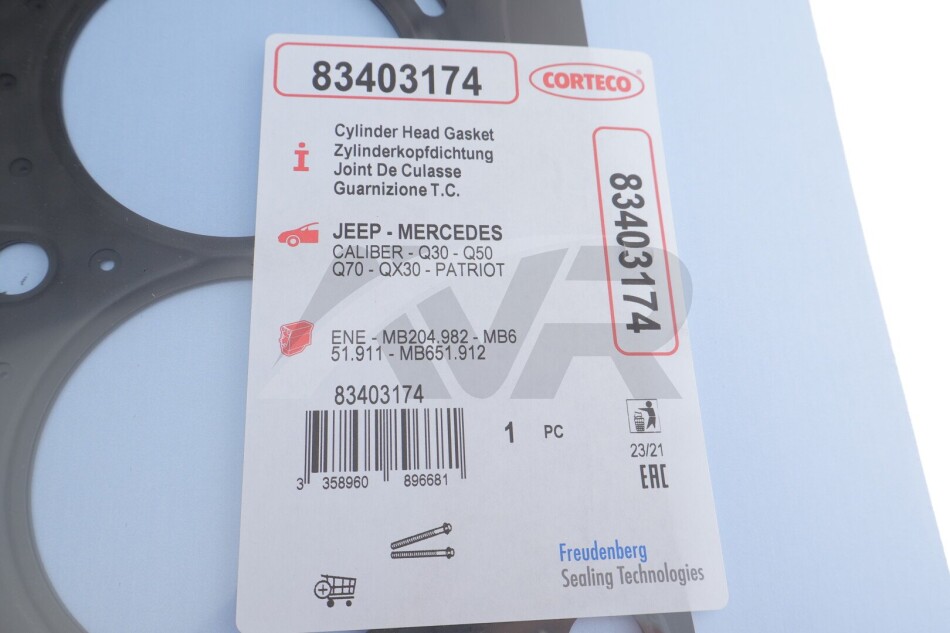 83403174
CORTECO
Cylinder Head Gasket
Zylinderkopfdichtung
Joint De Culasse
Guarnizione T.C.
83403174
JEEP - MERCEDES
CALIBER - Q30 - Q50
Q70 - QX30 - PATRIOT
AVR
ENE - MB204.982 - MB6
51.911 - MB651.912
83403174
3 358960 896681
1 PC
23/21
EAC
Freudenberg
Sealing Technologies